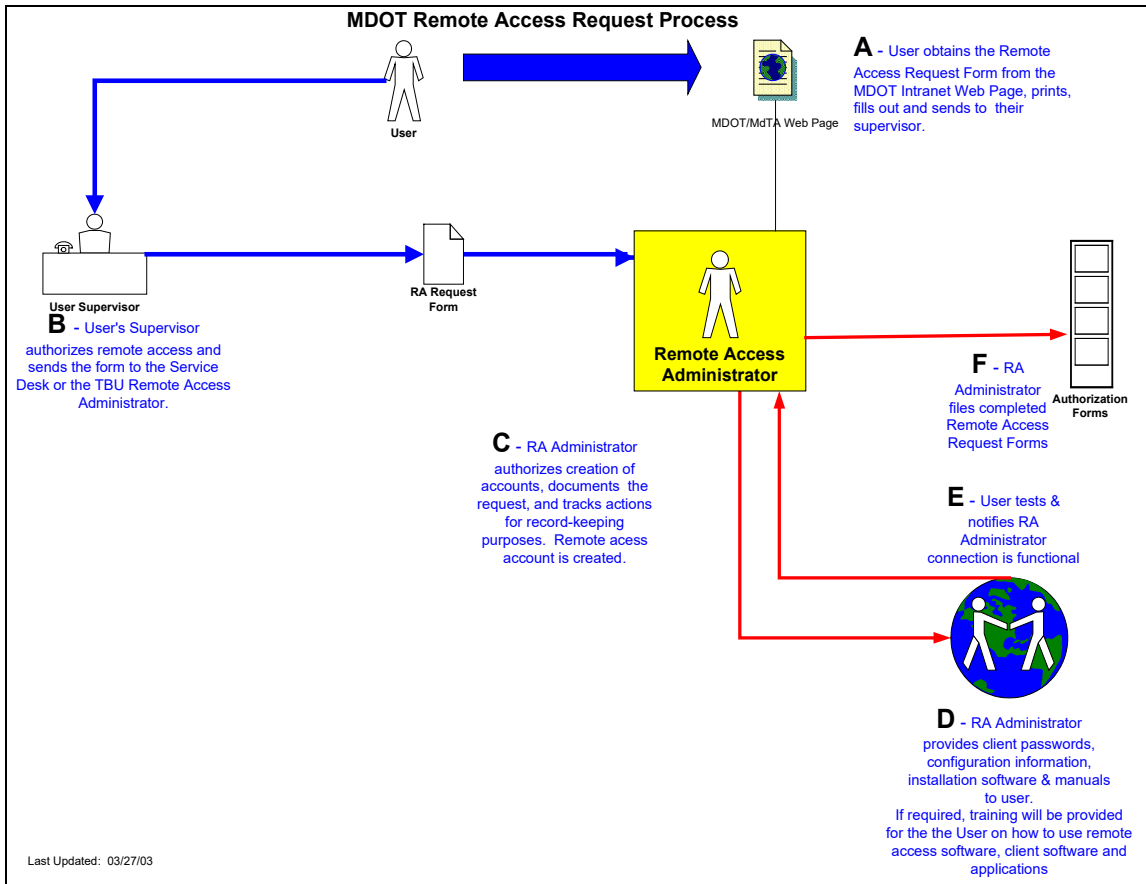 MDOT Remote Access Request Process
A - User obtains the Remote
Access Request Form from the
MDOT Intranet Web Page, prints,
fills out and sends to their
supervisor.
MDOT/MdTA Web Page
User
User Supervisor
B - User's Supervisor
authorizes remote access and
sends the form to the Service
Desk or the TBU Remote Access
Administrator.
RA Request
Form
Remote Access
Administrator
C - RA Administrator
authorizes creation of
accounts, documents the
request, and tracks actions
for record-keeping
purposes. Remote acess
account is created.
F - RA
Administrator
files completed
Remote Access
Request Forms
Authorization
Forms
E - User tests &
notifies RA
Administrator
connection is functional
D - RA Administrator
provides client passwords,
configuration information,
installation software & manuals
to user.
If required, training will be provided
for the the User on how to use remote
access software, client software and
applications
Last Updated: 03/27/03